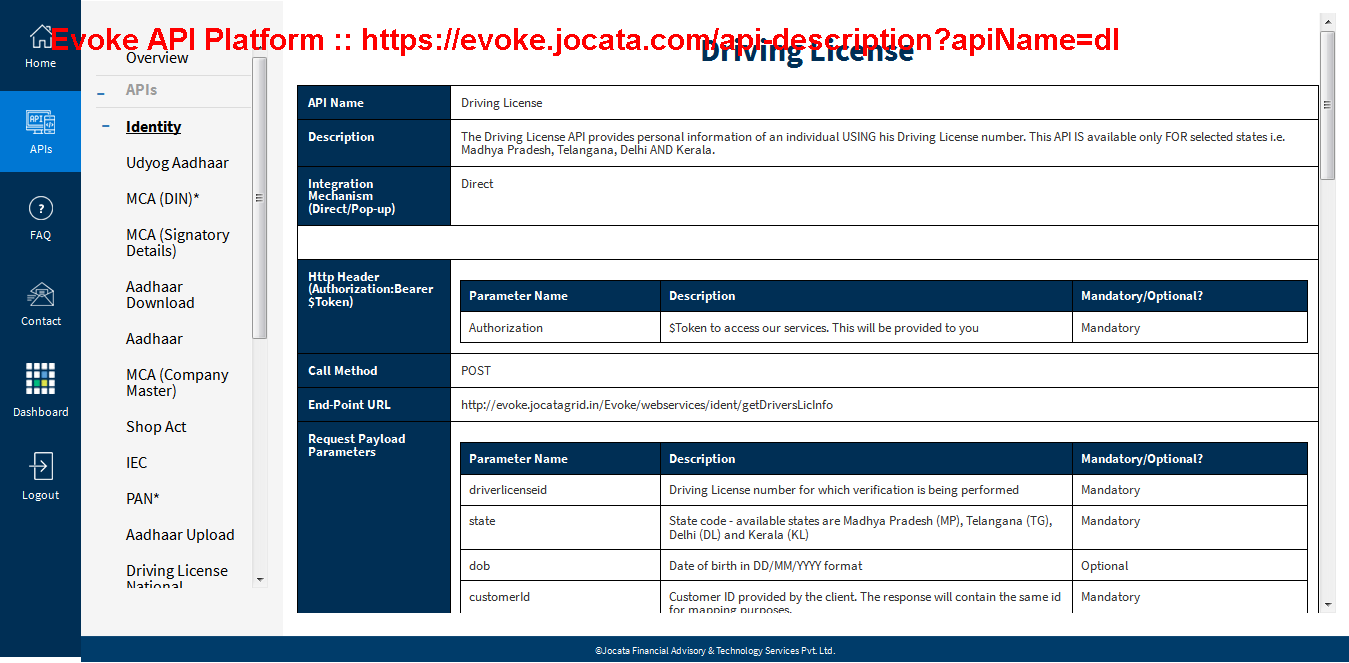 Evoke API Platform :: https://evoke.jocata.com/api-description?apiName=dl
Home
APIs
FAQ
Contact
Dashboard
Logout
Overview
APIs
Identity
Udyog Aadhaar
MCA (DIN)*
MCA (Signatory
Details)
Aadhaar
Download
Aadhaar
MCA (Company
Master)
Shop Act
IEC
PAN*
Aadhaar Upload
Driving License
National
Driving License
API Name
Driving License
Description
The Driving License API provides personal information of an individual USING his Driving License number. This API IS available only FOR selected states i.e.
Madhya Pradesh, Telangana, Delhi AND Kerala.
Integration
Mechanism
(Direct/Pop-up)
Direct
Http Header
(Authorization:Bearer
$Token)
Parameter Name Description Mandatory/Optional?
Authorization $Token to access our services. This will be provided to you Mandatory
Call Method
POST
End-Point URL
http://evoke.jocatagrid.in/Evoke/webservices/ident/getDriversLicInfo
Request Payload
Parameters
Parameter Name Description Mandatory/Optional?
driverlicenseid Driving License number for which verification is being performed Mandatory
state State code - available states are Madhya Pradesh (MP), Telangana (TG), Mandatory
Delhi (DL) and Kerala (KL)
dob Date of birth in DD/MM/YYYY format Optional
customerId Customer ID provided by the client. The response will contain the same id Mandatory
for mapping purposes.
©Jocata Financial Advisory & Technology Services Pvt. Ltd.